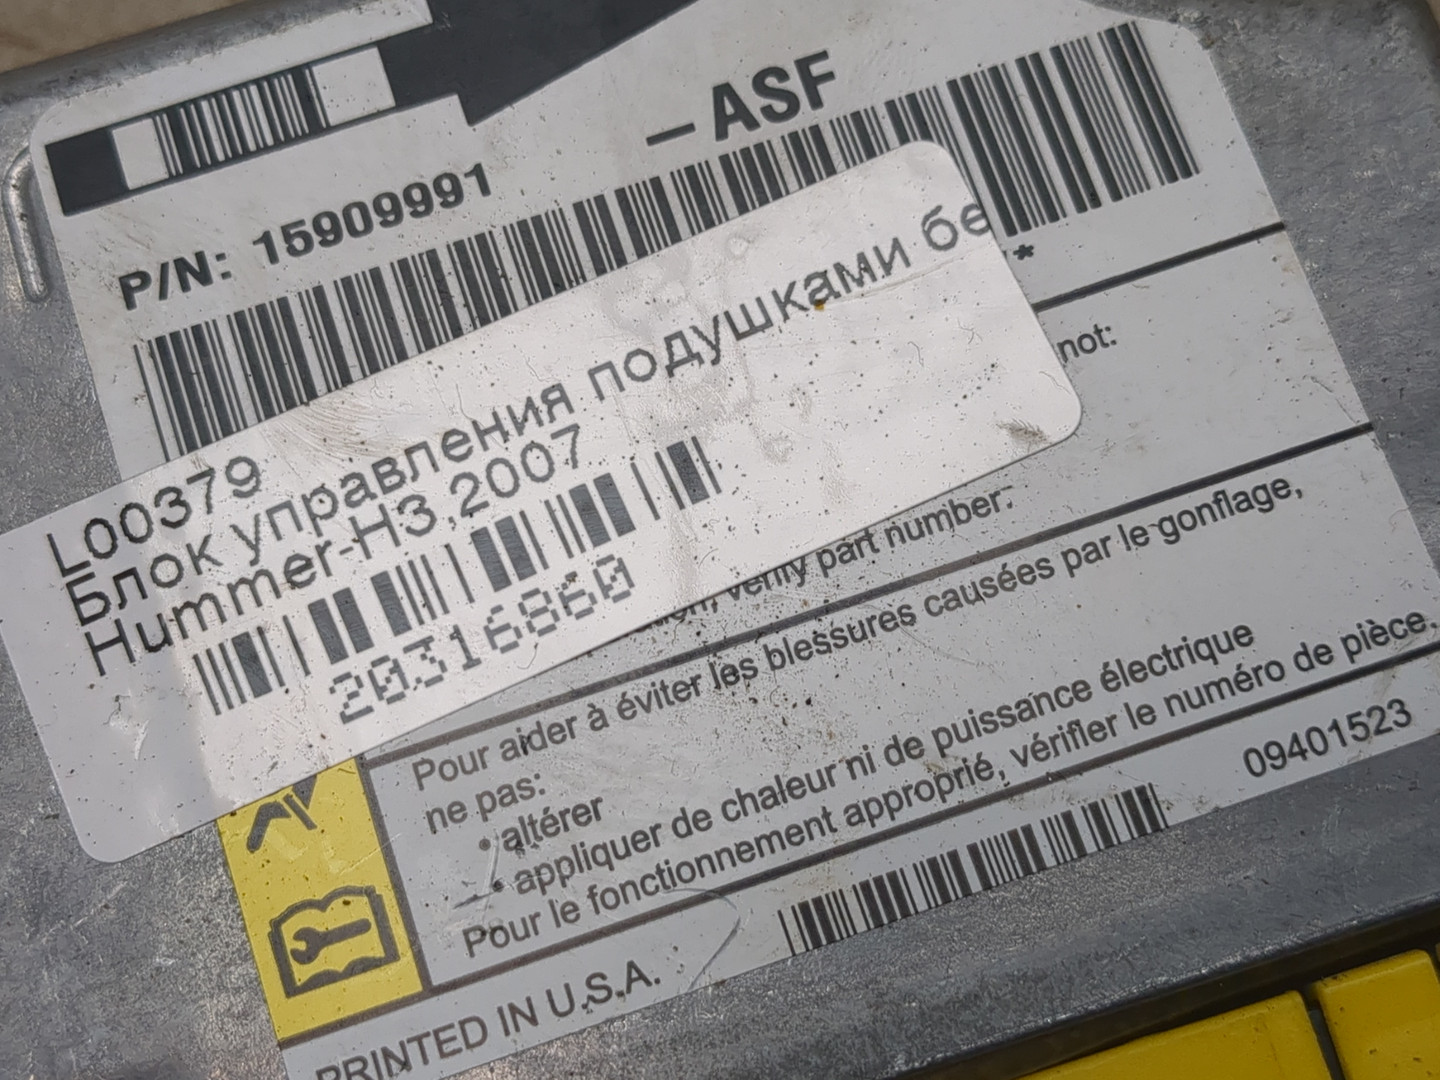 -ASF
P/N: 15909991
*
not:
L00379
Блок управления подушками бе
Hummer-H3,2007
20316860
verify part number:
Pour aider à éviter les blessures causées par le gonflage,
ne pas:
• altérer
• appliquer de chaleur ni de puissance électrique
Pour le fonctionnement approprié, vérifier le numéro de pièce.
09401523
PRINTED IN U.S.A.